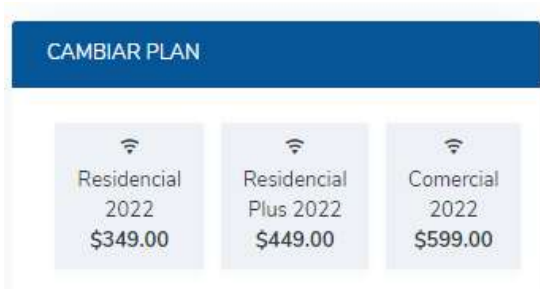 CAMBIAR PLAN
Residencial
2022
$349.00
Residencial
Plus 2022
$449.00
Comercial
2022
$599.00